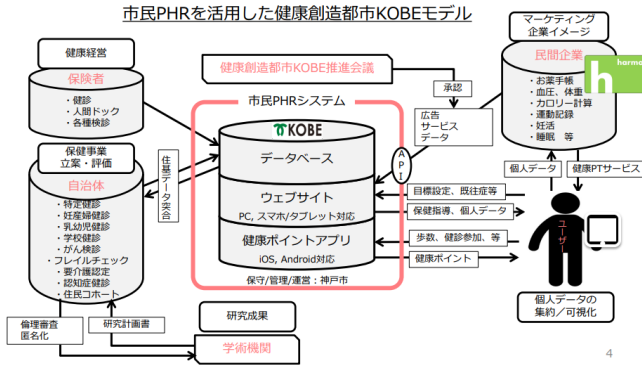 市民PHRを活用した健康創造都市KOBEモデル
健康経営
保険者
・健診
・人間ドック
・各種検診
保健事業
立案・評価
自治体
・特定健診
・妊産婦健診
・乳幼児健診
・学校健診
・がん検診
・フレイルチェック
・要介護認定
・認知症健診
・住民コホート
倫理審査
匿名化
研究計画書
研究成果
学術機関
住基データ突合
健康創造都市KOBE推進会議
市民PHRシステム
KOBE
データベース
ウェブサイト
PC, スマホ/タブレット対応
健康ポイントアプリ
iOS, Android対応
保守/管理/運営：神戸市
承認
広告
サービス
データ
API
目標設定、既往症等
保健指導、個人データ
歩数、健診参加、等
健康ポイント
マーケティング
企業イメージ
民間企業
・お薬手帳
・血圧、体重
・カロリー計算
・運動記録
・妊活
・睡眠　等
h
個人データ
健康PTサービス
ユーザー
個人データの
集約／可視化
4